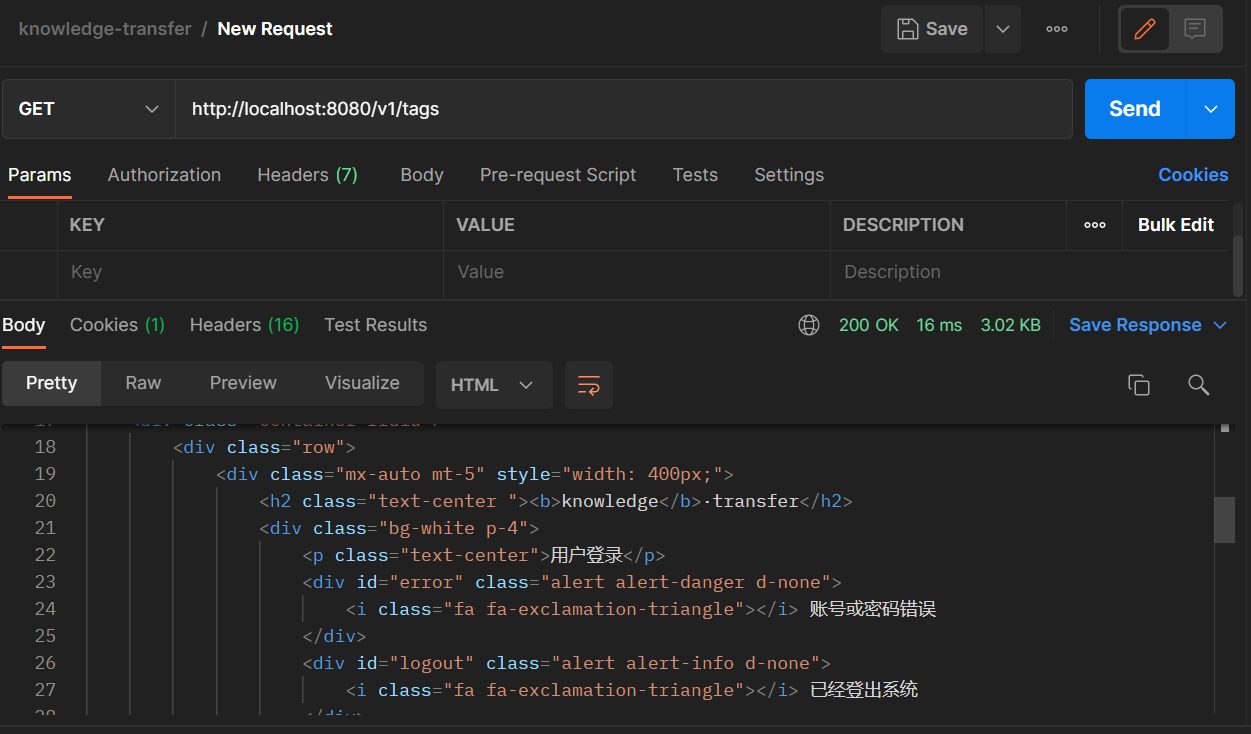 knowledge-transfer / New Request
Save
GET http://localhost:8080/v1/tags Send
Params Authorization Headers (7) Body Pre-request Script Tests Settings Cookies
KEY VALUE DESCRIPTION Bulk Edit
Key Value Description
Body Cookies (1) Headers (16) Test Results 200 OK 16 ms 3.02 KB Save Response
Pretty Raw Preview Visualize HTML
18 <div class="row">
19 <div class="mx-auto mt-5" style="width: 400px;">
20 <h2 class="text-center "><b>knowledge</b>·transfer</h2>
21 <div class="bg-white p-4">
22 <p class="text-center">用户登录</p>
23 <div id="error" class="alert alert-danger d-none">
24 <i class="fa fa-exclamation-triangle"></i> 账号或密码错误
25 </div>
26 <div id="logout" class="alert alert-info d-none">
27 <i class="fa fa-exclamation-triangle"></i> 已经登出系统